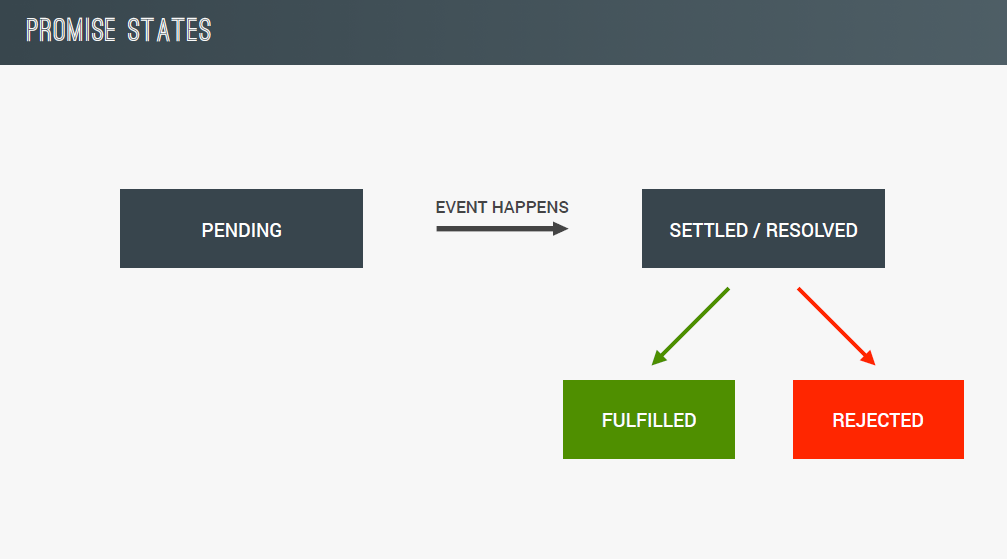 PROMISE STATES
PENDING
EVENT HAPPENS
SETTLED / RESOLVED
FULFILLED
REJECTED